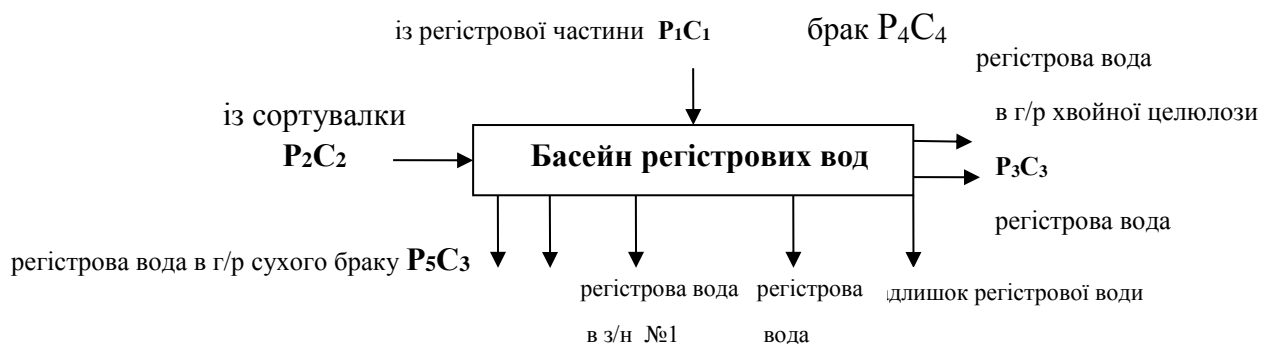 із регістрової частини P₁C₁
брак P₄C₄
регістрова вода
в г/р хвойної целюлози
P₃C₃
регістрова вода
із сортувалки
P₂C₂
Басейн регістрових вод
регістрова вода в г/р сухого браку P₅C₃
регістрова вода
в з/н №1
регістрова
вода
длишок регістрової води